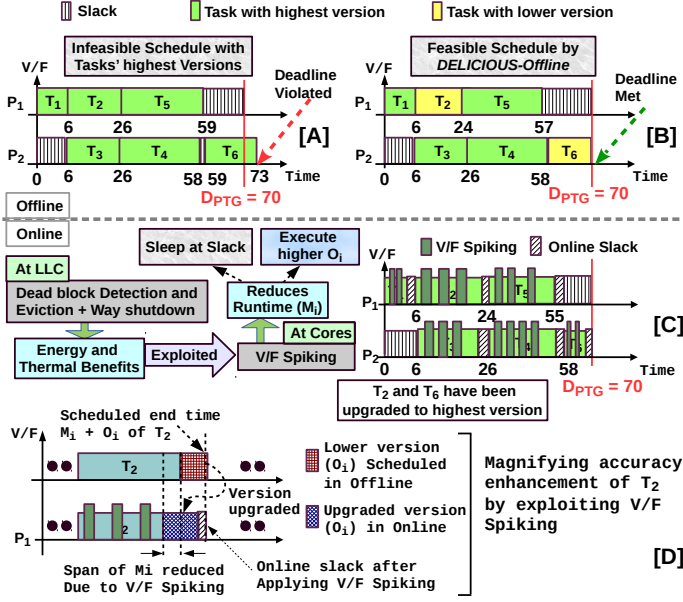 Slack
Task with highest version
Task with lower version
Infeasible Schedule with
Tasks' highest Versions
V/F
Deadline
Violated
P1
T1
T2
T5
6
26
59
[A]
P2
T3
T4
T6
0
6
26
58
59
73
Time
DPTG = 70
Feasible Schedule by
DELICIOUS-Offline
V/F
Deadline
Met
P1
T1
T2
T5
6
24
57
[B]
P2
T3
T4
T6
0
6
26
58
Time
DPTG = 70
Offline
Online
At LLC
Dead block Detection and
Eviction + Way shutdown
Energy and
Thermal Benefits
Exploited
Sleep at Slack
Execute
higher Oi
Reduces
Runtime (Mi)
At Cores
V/F Spiking
V/F Spiking
Online Slack
V/F
P1
2
T5
6
24
55
[C]
P2
T3
T4
0
6
26
55
58
Time
DPTG = 70
T2 and T6 have been
upgraded to highest version
Scheduled end time
Mi + Oi of T2
V/F
T2
Version
upgraded
P1
2
Span of Mi reduced
Due to V/F Spiking
Lower version
(Oi) Scheduled
in Offline
Upgraded version
(Oi) in Online
Online slack after
Applying V/F Spiking
Magnifying accuracy
enhancement of T2
by exploiting V/F
Spiking
[D]